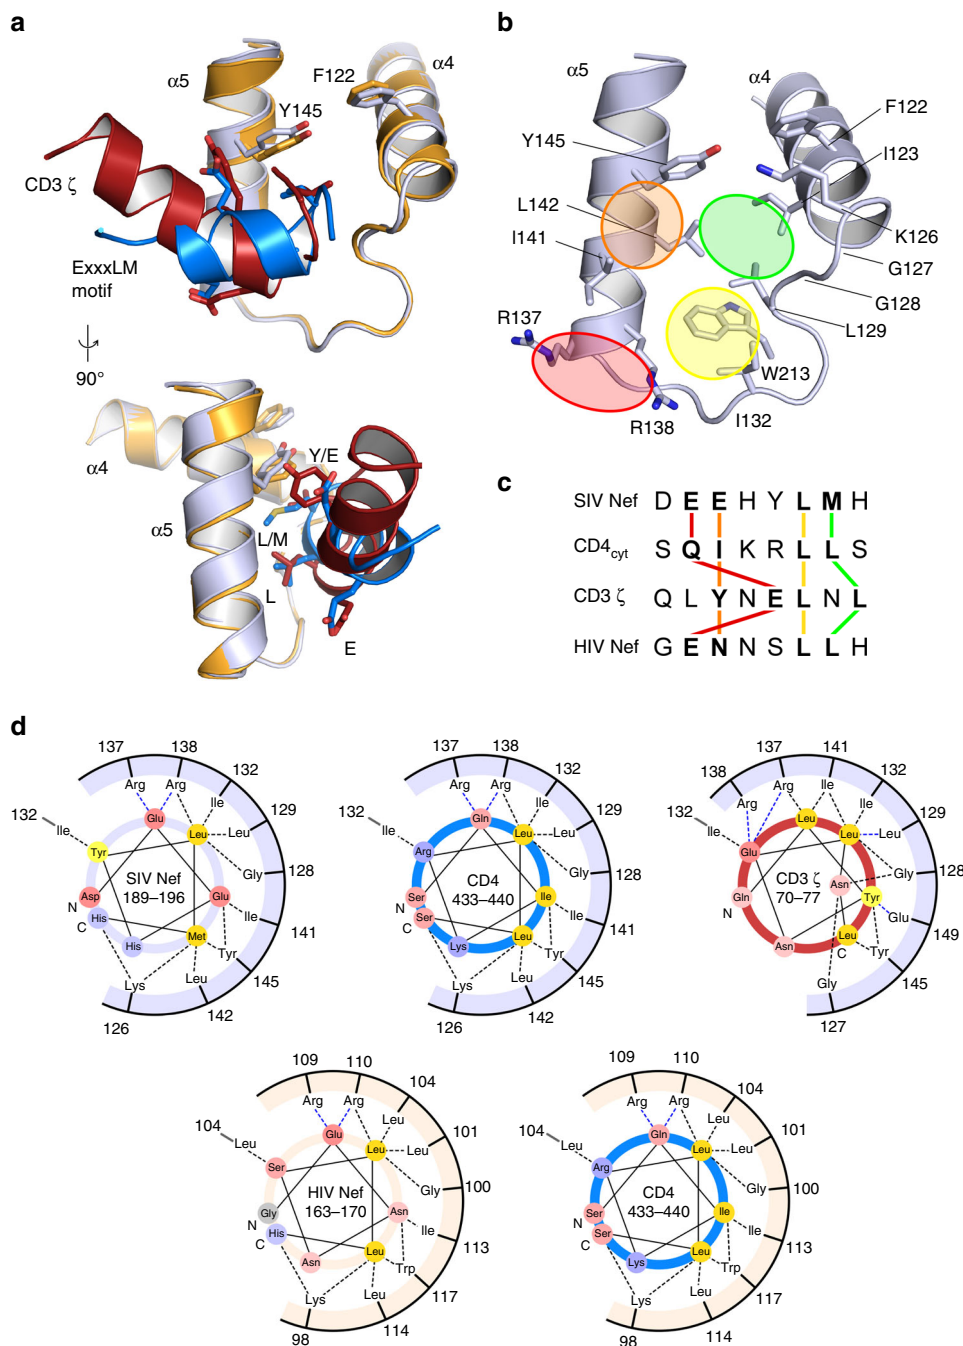 a
α5
α4
F122
Y145
CD3 ζ
ExxxLM
motif
90°
Y/E
α4
α5
L/M
L
E
b
α5
α4
F122
Y145
I123
L142
K126
I141
G127
G128
R137
L129
W213
R138
I132
c
SIV Nef D E E H Y L M H
CD4cyt S Q I K R L L S
CD3 ζ Q L Y N E L N L
HIV Nef G E N N S L L H
d
137 138 132 129 128 141 145 142 126 132
Arg Arg Ile Leu Gly Ile Tyr Leu Lys Ile
Glu Leu Glu Met His His Asp Tyr
N
C
SIV Nef
189–196
137 138 132 129 128 141 145 142 126 132
Arg Arg Ile Leu Gly Ile Tyr Leu Lys Ile
Gln Leu Ile Leu Lys Ser Ser Arg
N
C
CD4
433–440
138 137 141 132 129 128 149 145 127 132
Arg Arg Ile Ile Leu Gly Glu Tyr Gly Ile
Leu Leu Asn Tyr Leu Asn Gln Glu
N
C
CD3 ζ
70–77
109 110 104 101 100 113 117 114 98 104
Arg Arg Leu Leu Gly Ile Trp Leu Lys Leu
Glu Leu Asn Leu Asn His Gly Ser
N
C
HIV Nef
163–170
109 110 104 101 100 113 117 114 98 104
Arg Arg Leu Leu Gly Ile Trp Leu Lys Leu
Gln Leu Ile Leu Lys Ser Ser Arg
N
C
CD4
433–440